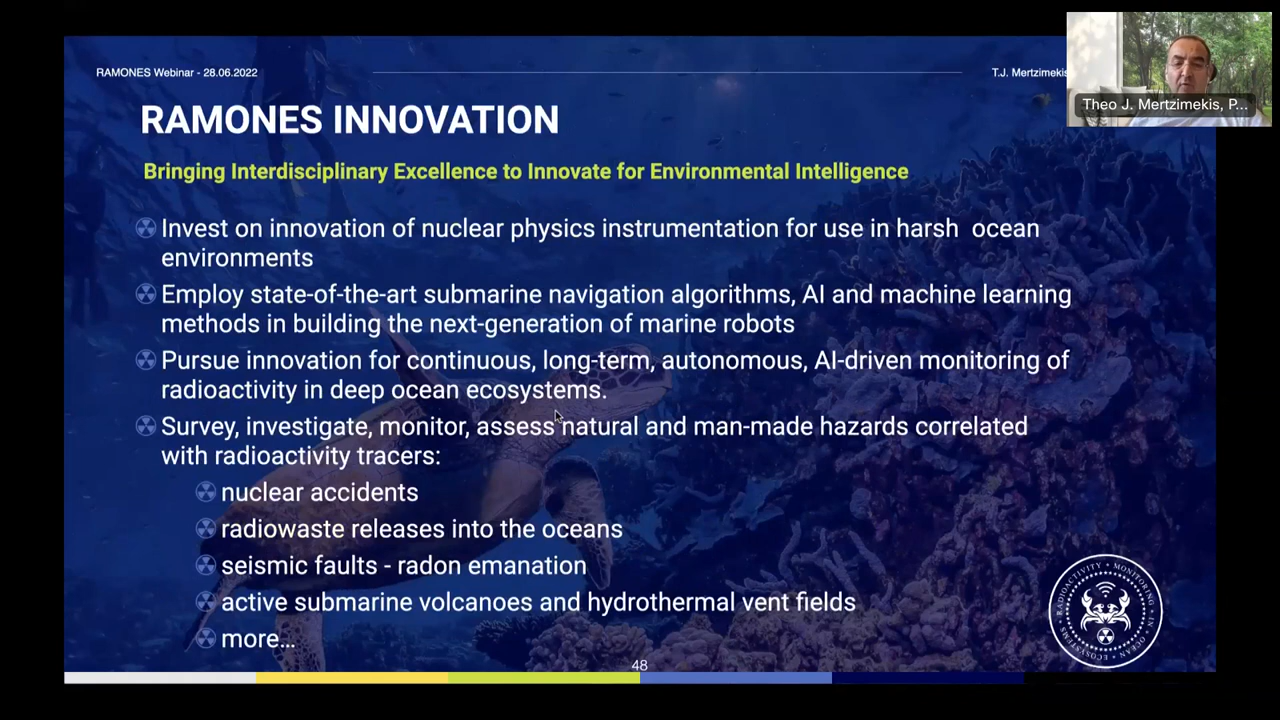 RAMONES Webinar - 28.06.2022
T.J. Mertzimekis
Theo J. Mertzimekis, P...
RAMONES INNOVATION
Bringing Interdisciplinary Excellence to Innovate for Environmental Intelligence
Invest on innovation of nuclear physics instrumentation for use in harsh ocean
environments
Employ state-of-the-art submarine navigation algorithms, AI and machine learning
methods in building the next-generation of marine robots
Pursue innovation for continuous, long-term, autonomous, AI-driven monitoring of
radioactivity in deep ocean ecosystems.
Survey, investigate, monitor, assess natural and man-made hazards correlated
with radioactivity tracers:
nuclear accidents
radiowaste releases into the oceans
seismic faults - radon emanation
active submarine volcanoes and hydrothermal vent fields
more...
RADIOACTIVITY • MONITORING • IN • OCEAN • ECOSYSTEMS •
48